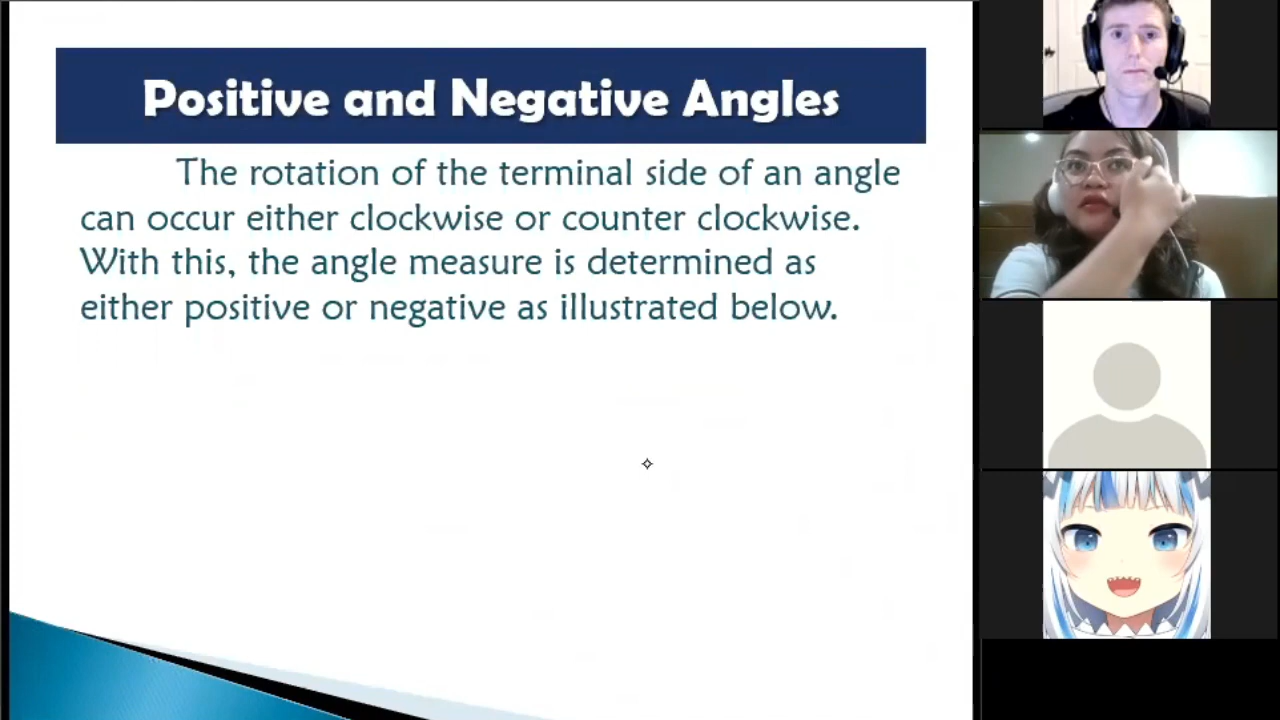 Positive and Negative Angles
The rotation of the terminal side of an angle
can occur either clockwise or counter clockwise.
With this, the angle measure is determined as
either positive or negative as illustrated below.